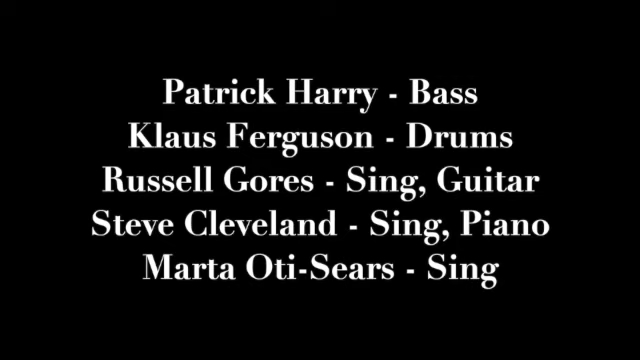 Patrick Harry - Bass
Klaus Ferguson - Drums
Russell Gores - Sing, Guitar
Steve Cleveland - Sing, Piano
Marta Oti-Sears - Sing